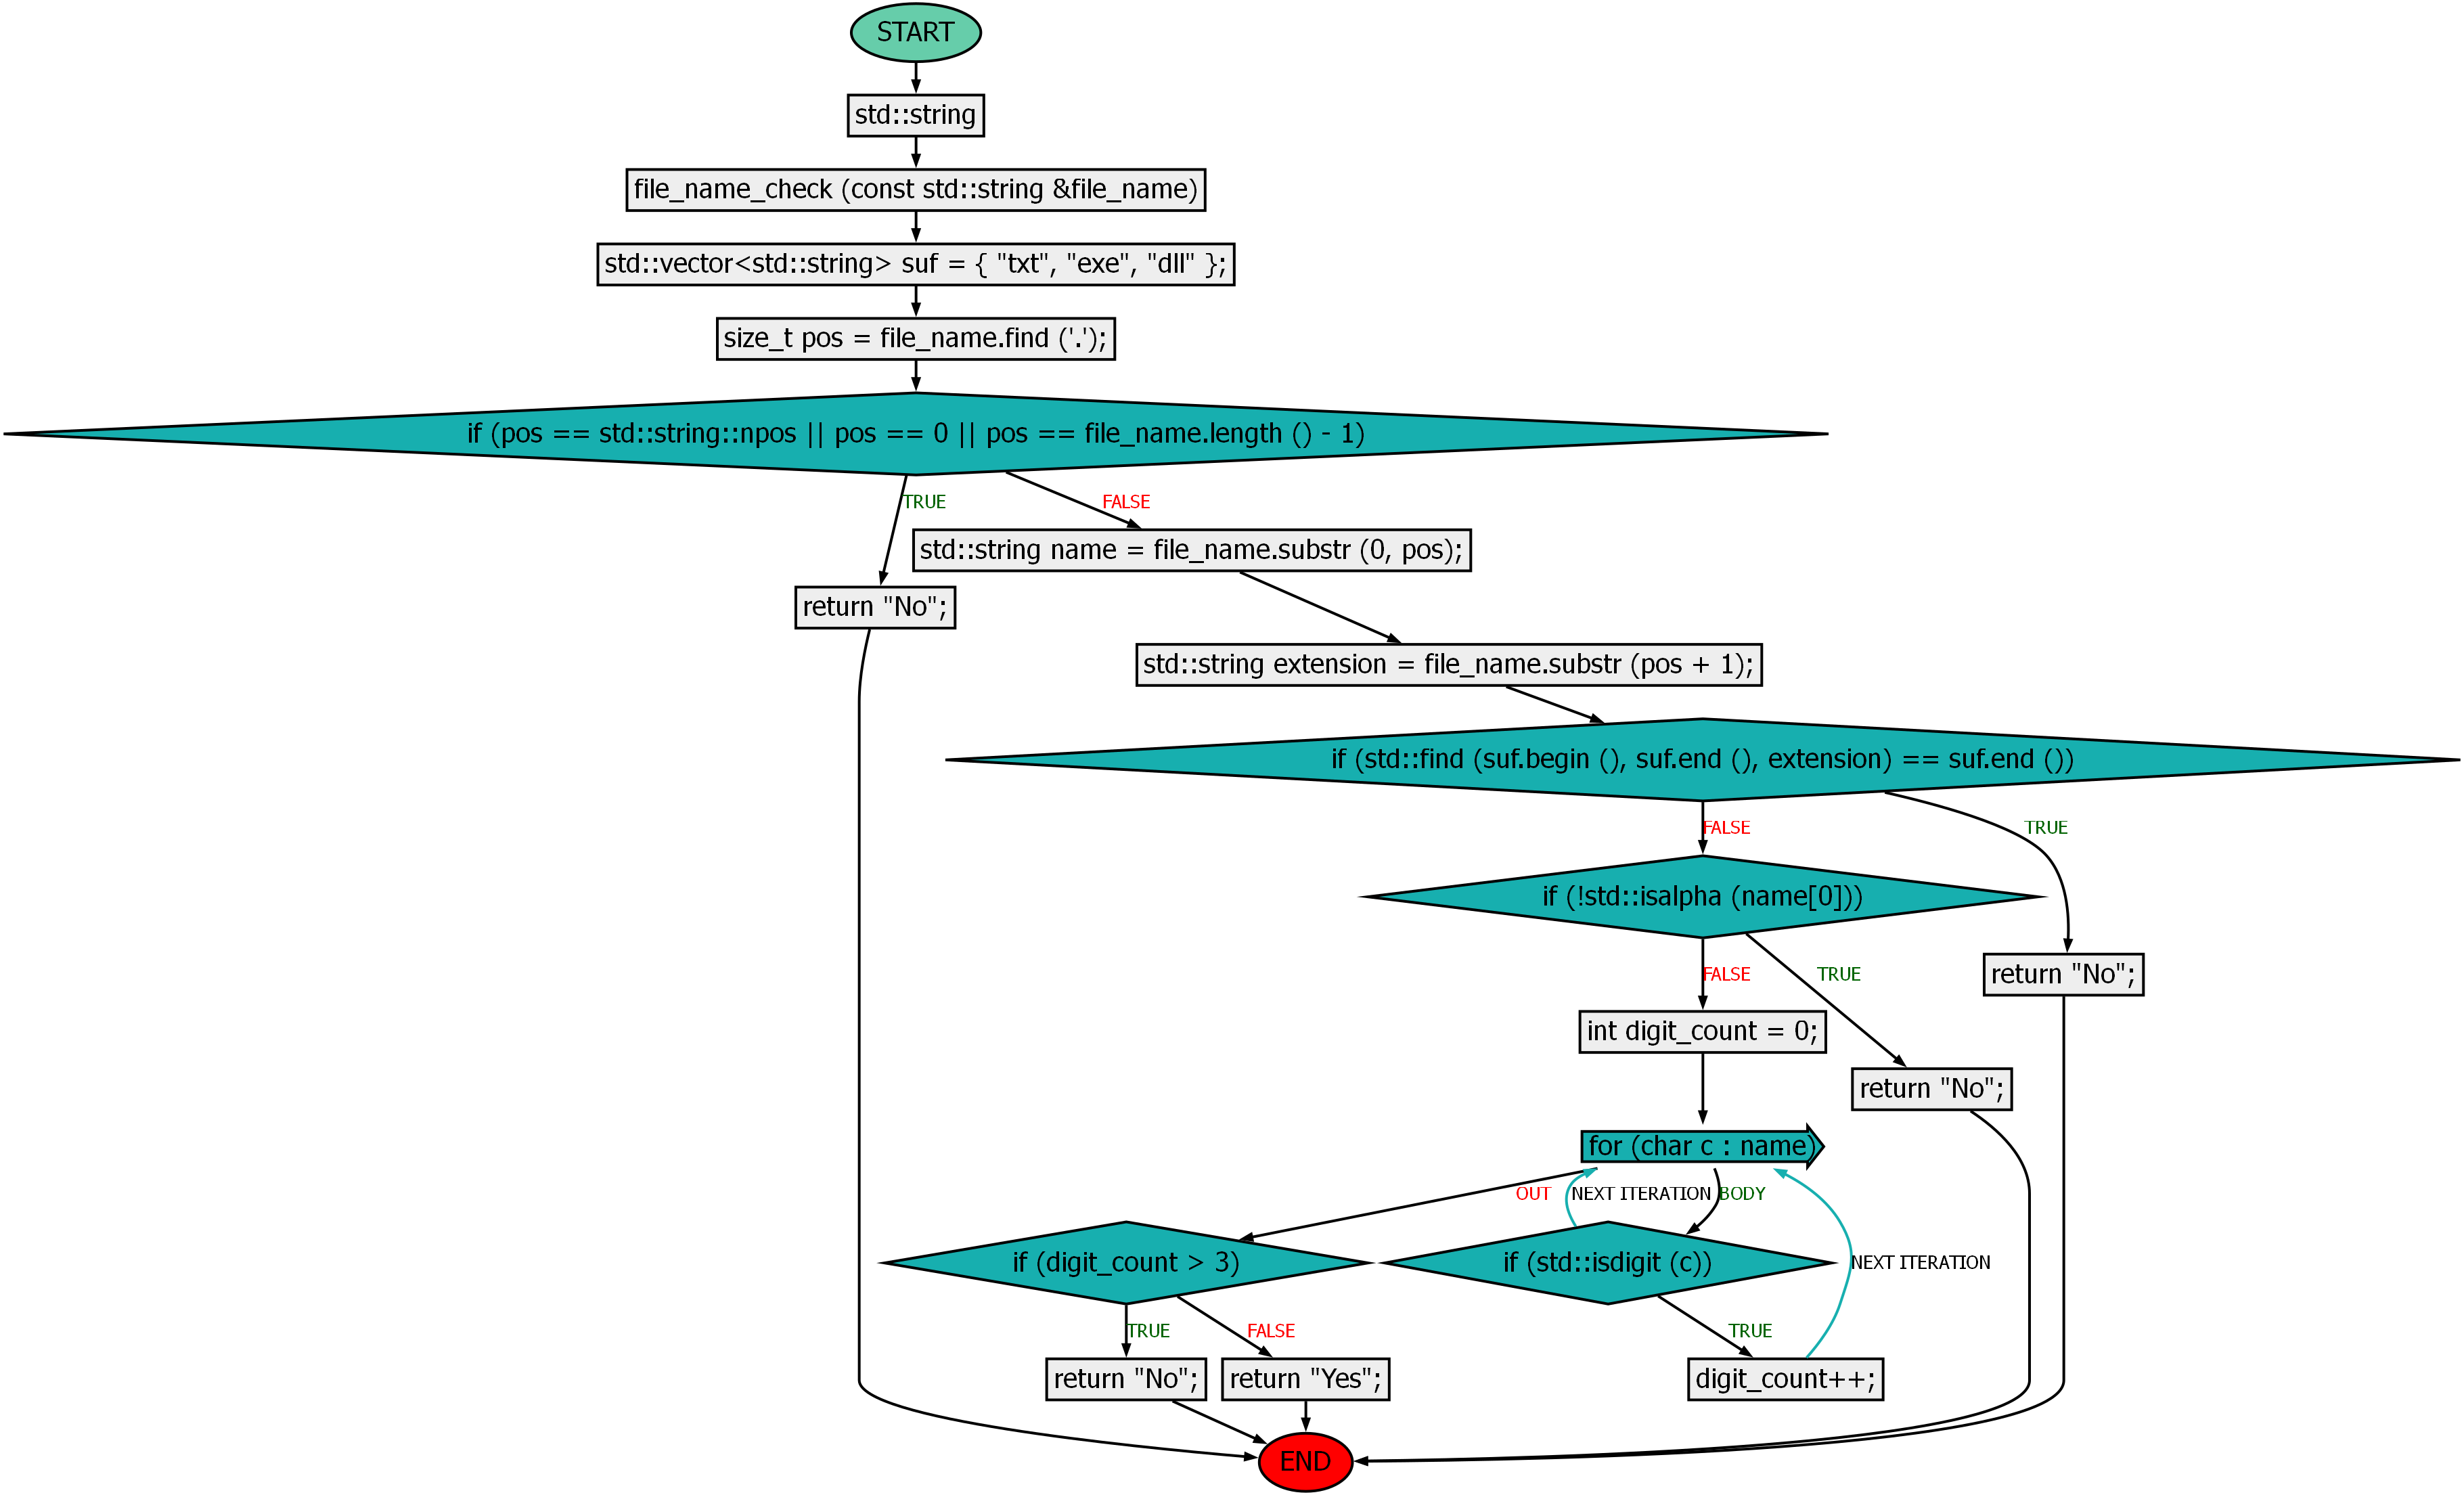 START
std::string
file_name_check (const std::string &file_name)
std::vector<std::string> suf = { "txt", "exe", "dll" };
size_t pos = file_name.find ('.');
if (pos == std::string::npos || pos == 0 || pos == file_name.length () - 1)
TRUE
FALSE
std::string name = file_name.substr (0, pos);
return "No";
std::string extension = file_name.substr (pos + 1);
if (std::find (suf.begin (), suf.end (), extension) == suf.end ())
FALSE
TRUE
if (!std::isalpha (name[0]))
FALSE
TRUE
return "No";
int digit_count = 0;
return "No";
for (char c : name)
OUT
NEXT ITERATION
BODY
if (digit_count > 3)
if (std::isdigit (c))
NEXT ITERATION
TRUE
FALSE
TRUE
return "No";
return "Yes";
digit_count++;
END